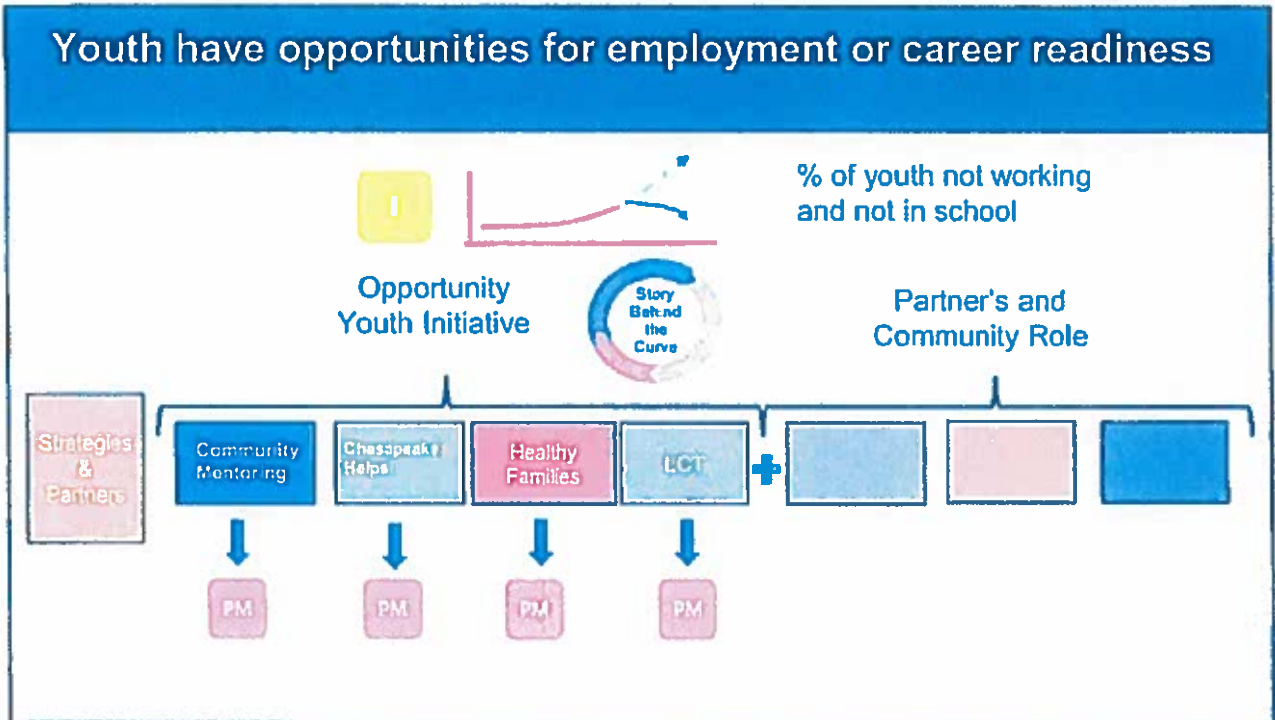 Youth have opportunities for employment or career readiness
I
% of youth not working
and not in school
Opportunity
Youth Initiative
Story
Behind
the
Curve
Partner's and
Community Role
Strategies
&
Partners
Community
Mentoring
Chesapeake
Helps
Healthy
Families
LCT
PM
PM
PM
PM